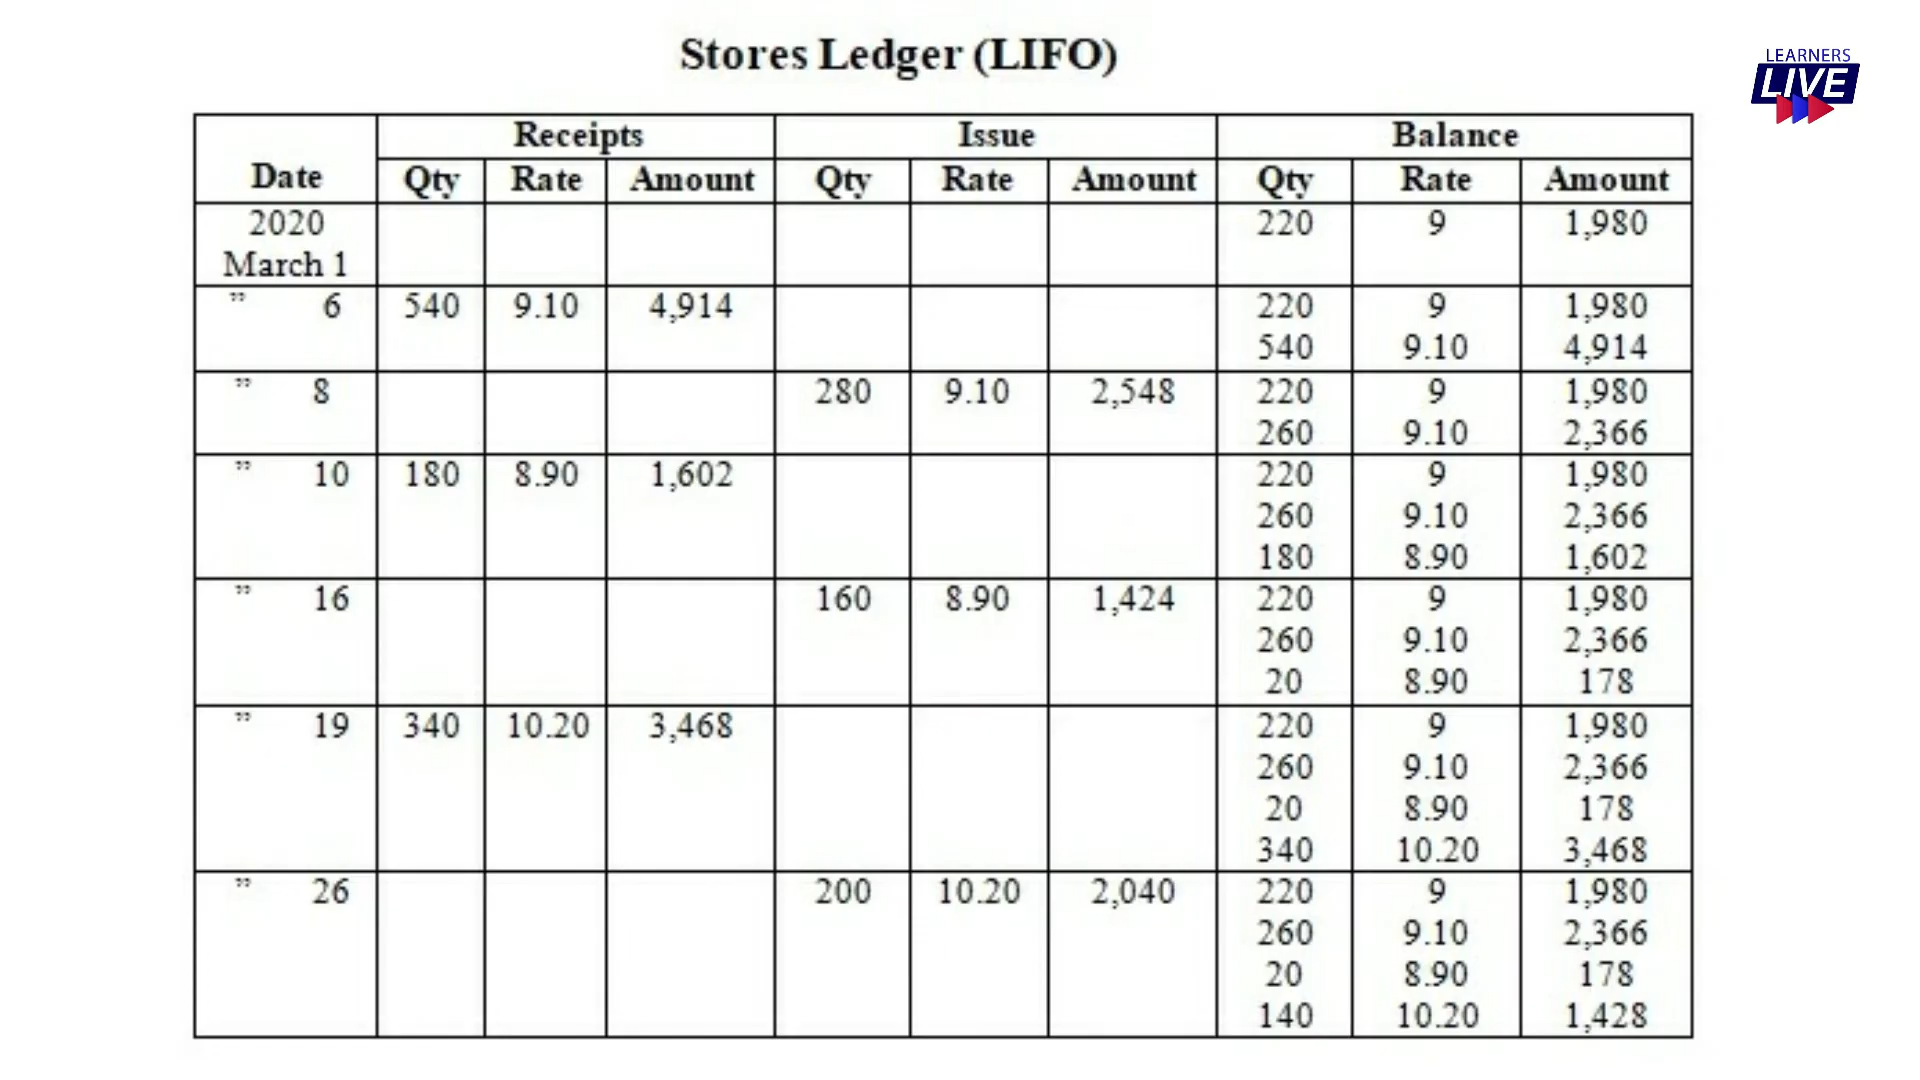 Stores Ledger (LIFO)
LEARNERS
LIVE
Receipts Issue Balance
Date Qty Rate Amount Qty Rate Amount Qty Rate Amount
2020 220 9 1,980
March 1
” 6 540 9.10 4,914 220 9 1,980
540 9.10 4,914
” 8 280 9.10 2,548 220 9 1,980
260 9.10 2,366
” 10 180 8.90 1,602 220 9 1,980
260 9.10 2,366
180 8.90 1,602
” 16 160 8.90 1,424 220 9 1,980
260 9.10 2,366
20 8.90 178
” 19 340 10.20 3,468 220 9 1,980
260 9.10 2,366
20 8.90 178
340 10.20 3,468
” 26 200 10.20 2,040 220 9 1,980
260 9.10 2,366
20 8.90 178
140 10.20 1,428